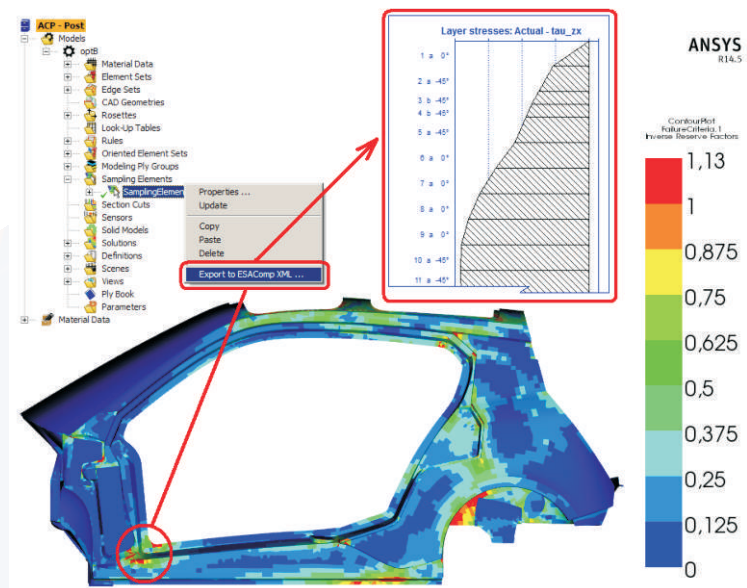 ACP - Post
Models
optB
Material Data
Element Sets
Edge Sets
CAD Geometries
Rosettes
Look-Up Tables
Rules
Oriented Element Sets
Modeling Ply Groups
Sampling Elements
SamplingElemen
Section Cuts
Sensors
Solid Models
Solutions
Definitions
Scenes
Views
Ply Book
Parameters
Material Data
Properties ...
Update
Copy
Paste
Delete
Export to ESAComp XML ...
Layer stresses: Actual - tau_zx
1 a 0°
2 a -45°
3 b -45°
4 b -45°
5 a -45°
6 a 0°
7 a 0°
8 a 0°
9 a 0°
10 a -45°
11 a -45°
ANSYS
R14.5
ContourPlot
FailureCriteria.1
Inverse Reserve Factors
1,13
1
0,875
0,75
0,625
0,5
0,375
0,25
0,125
0